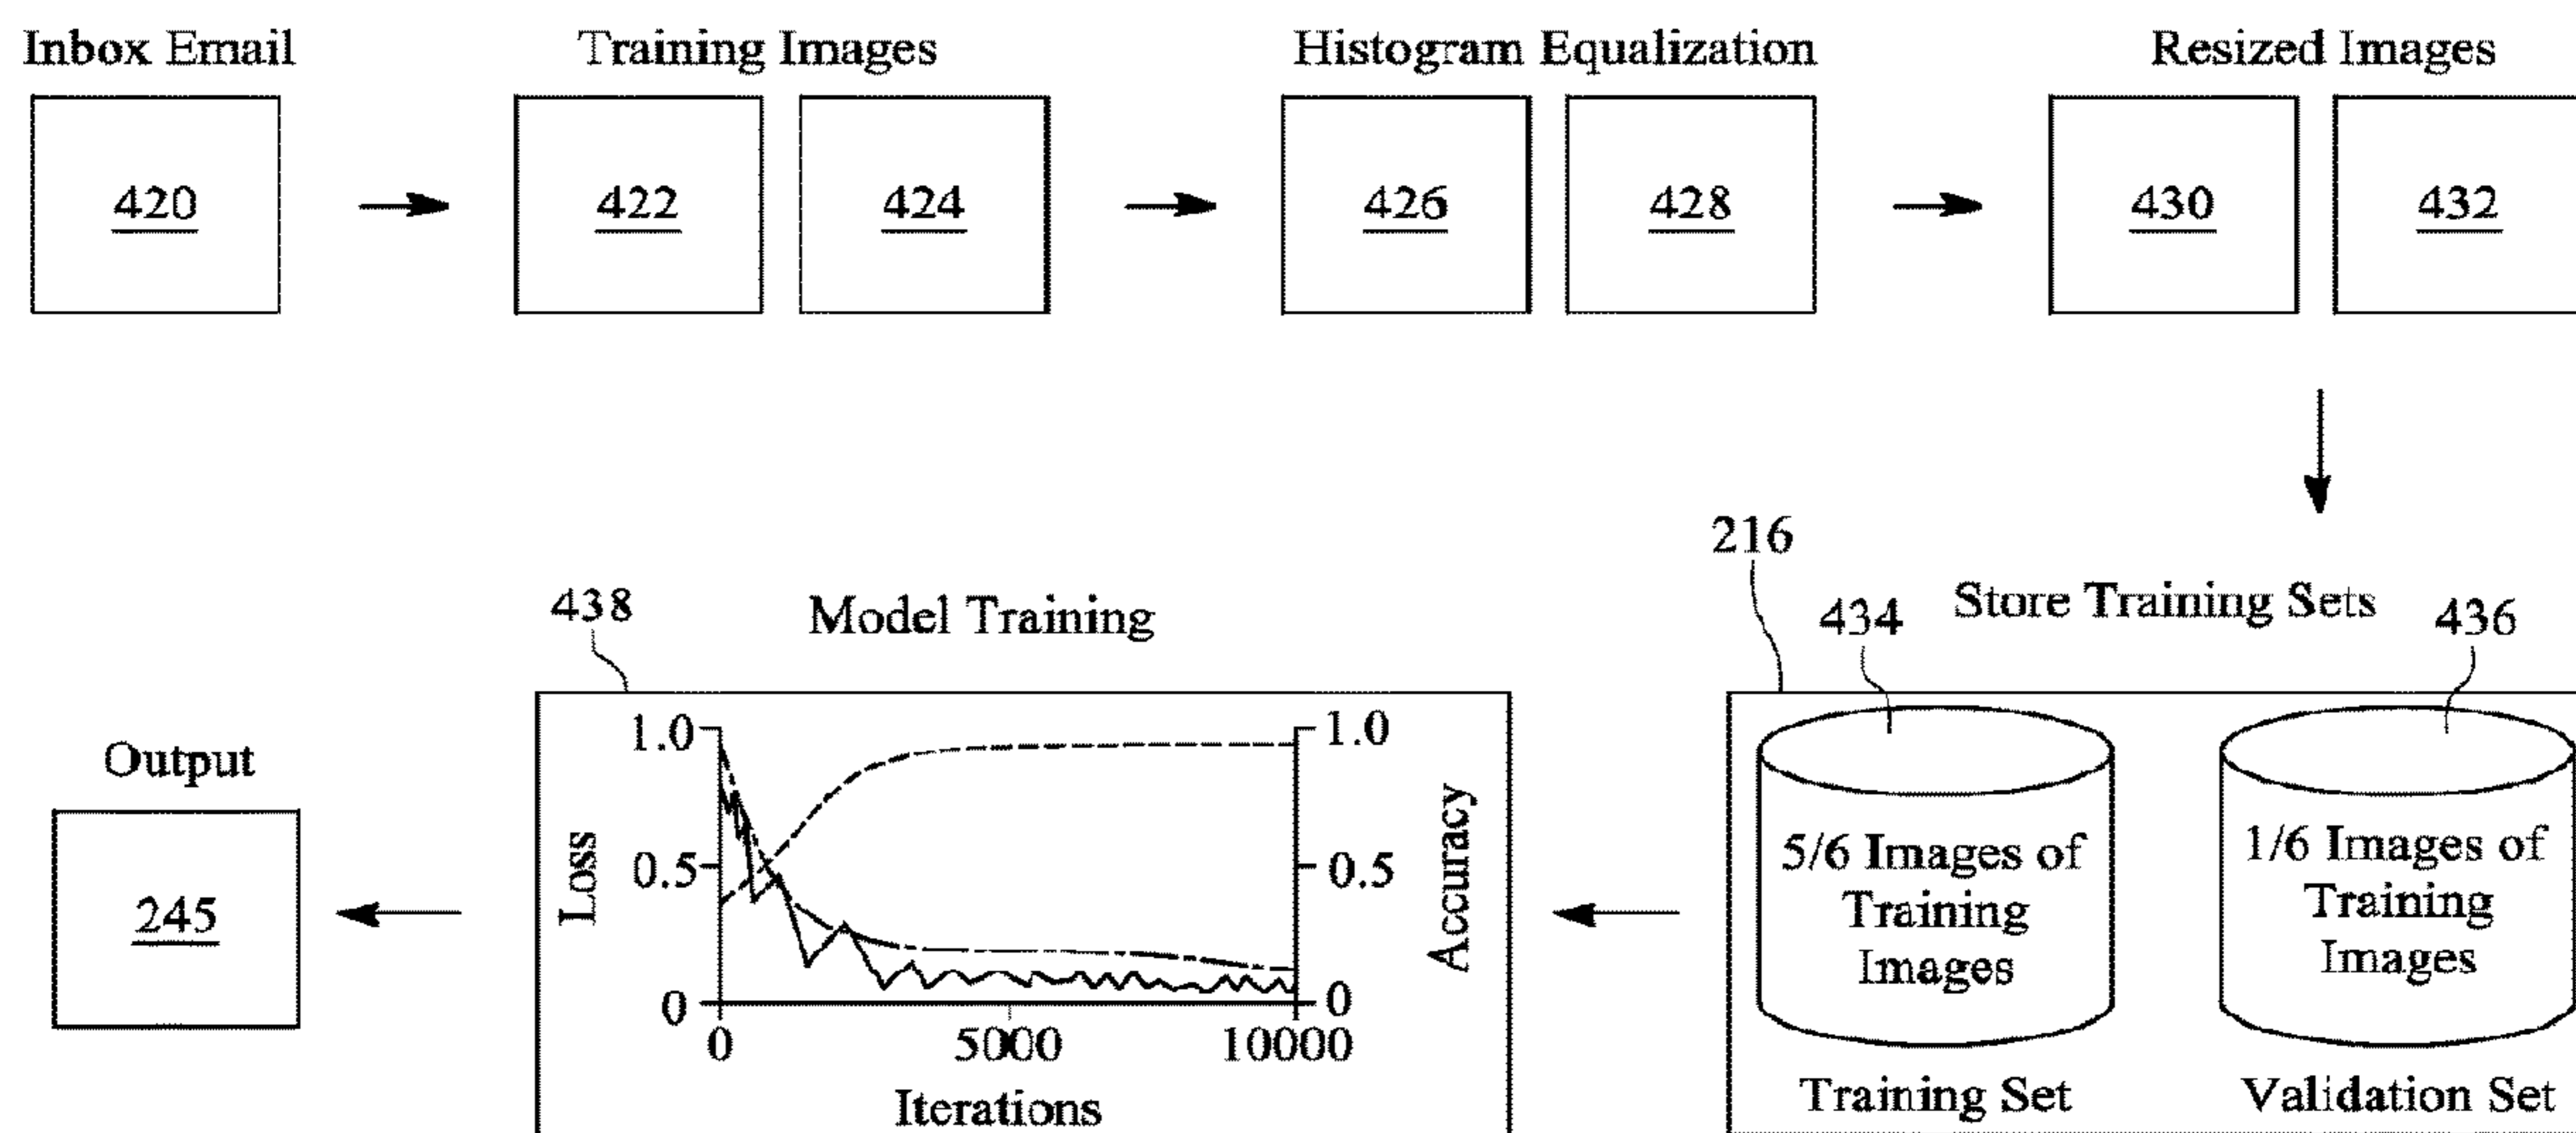 Inbox Email
Training Images
Histogram Equalization
Resized Images
420
422
424
426
428
430
432
216
438
Model Training
434
Store Training Sets
436
Output
245
1.0
0.5
0
Loss
1.0
0.5
0
Accuracy
0
5000
10000
Iterations
5/6 Images of
Training
Images
1/6 Images of
Training
Images
Training Set
Validation Set